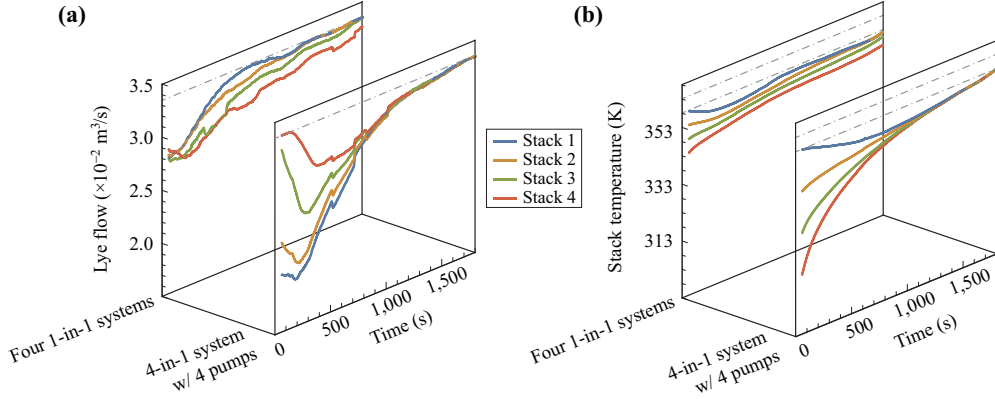 (a)
Lye flow (×10⁻² m³/s)
3.5
3.0
2.5
2.0
Four 1-in-1 systems
4-in-1 system
w/ 4 pumps
0
500
1,000
1,500
Time (s)
Stack 1
Stack 2
Stack 3
Stack 4
(b)
Stack temperature (K)
353
333
313
Four 1-in-1 systems
4-in-1 system
w/ 4 pumps
0
500
1,000
1,500
Time (s)